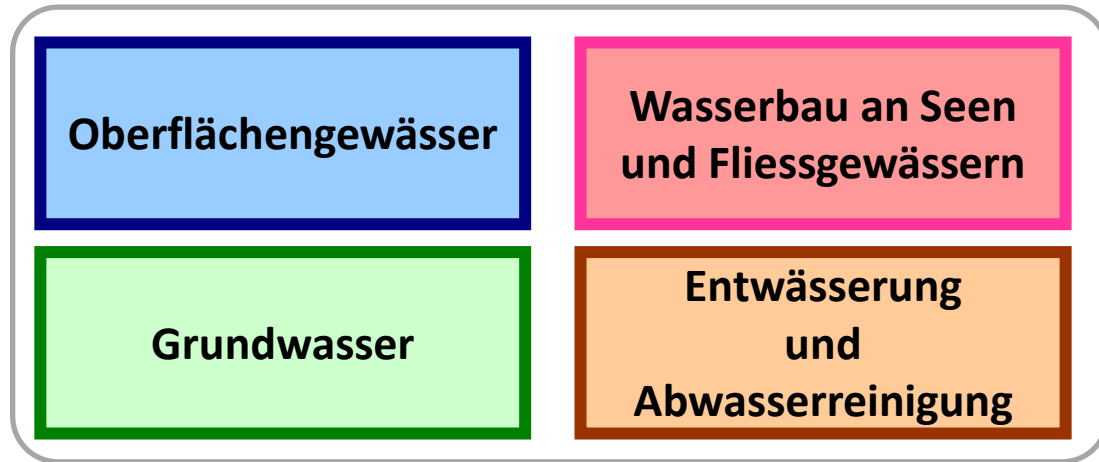 Oberflächengewässer
Wasserbau an Seen
und Fliessgewässern
Grundwasser
Entwässerung
und
Abwasserreinigung